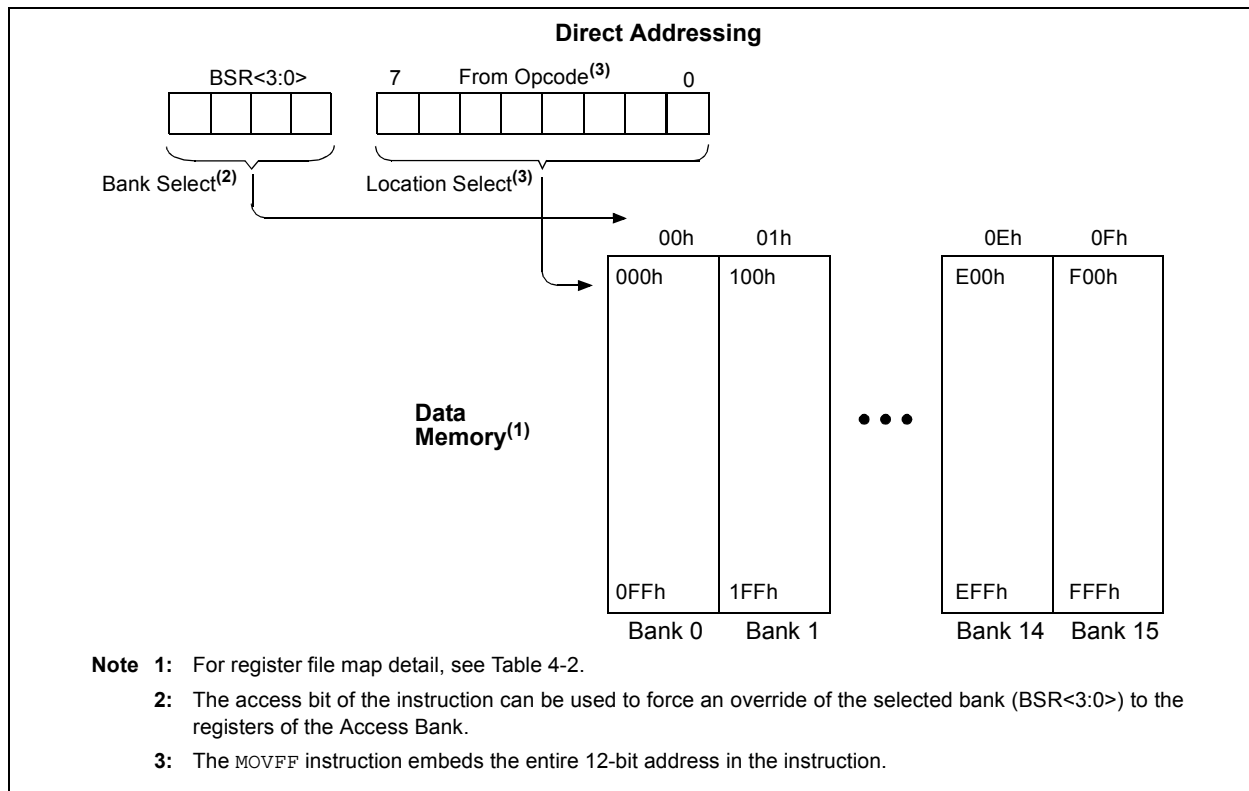 Direct Addressing
BSR<3:0> 7 From Opcode(3) 0
Bank Select(2) Location Select(3)
00h 01h 0Eh 0Fh
000h 100h E00h F00h
Data
Memory(1)
0FFh 1FFh EFFh FFFh
Bank 0 Bank 1 Bank 14 Bank 15
Note 1: For register file map detail, see Table 4-2.
2: The access bit of the instruction can be used to force an override of the selected bank (BSR<3:0>) to the
registers of the Access Bank.
3: The MOVFF instruction embeds the entire 12-bit address in the instruction.